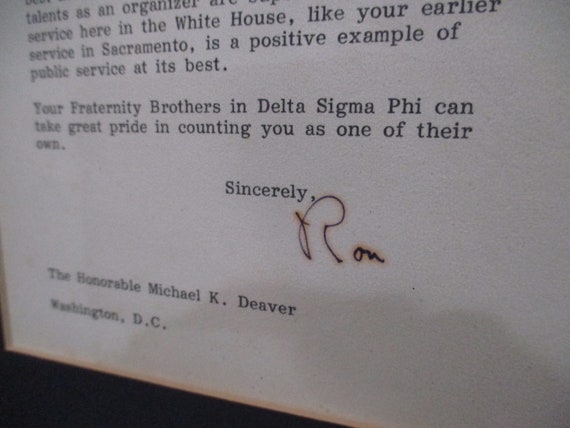 talents as an organizer are
service here in the White House, like your earlier
service in Sacramento, is a positive example of
public service at its best.
Your Fraternity Brothers in Delta Sigma Phi can
take great pride in counting you as one of their
own.
Sincerely,
Ron
The Honorable Michael K. Deaver
Washington, D.C.